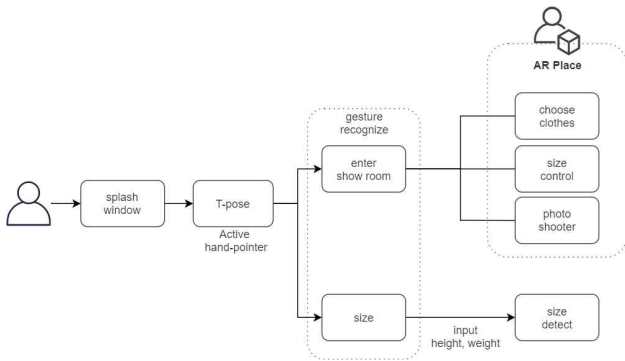 AR Place
gesture
recognize
choose
clothes
enter
show room
size
control
splash
window
T-pose
Active
hand-pointer
photo
shooter
size
input
height, weight
size
detect